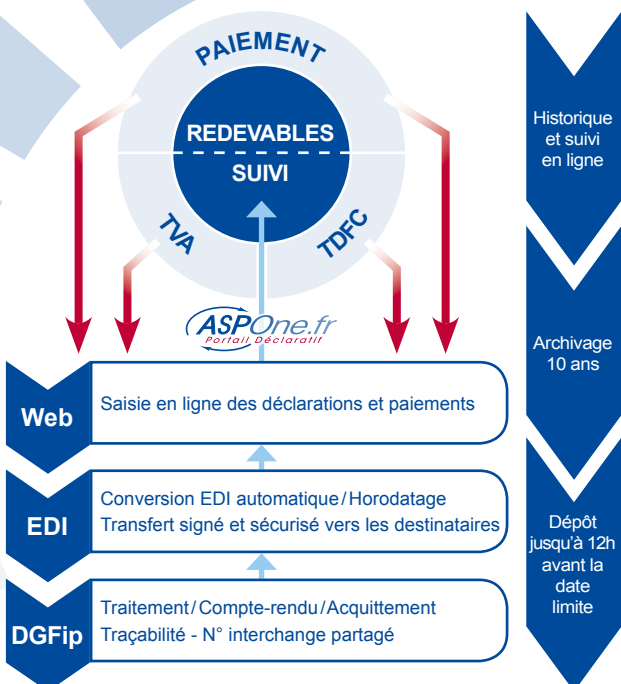 PAIEMENT
REDEVABLES
SUIVI
TVA
TDFC
ASPOne.fr
Portail Déclaratif
Web
Saisie en ligne des déclarations et paiements
EDI
Conversion EDI automatique/Horodatage
Transfert signé et sécurisé vers les destinataires
DGFip
Traitement/Compte-rendu/Acquittement
Traçabilité - N° interchange partagé
Historique
et suivi
en ligne
Archivage
10 ans
Dépôt
jusqu'à 12h
avant la
date
limite